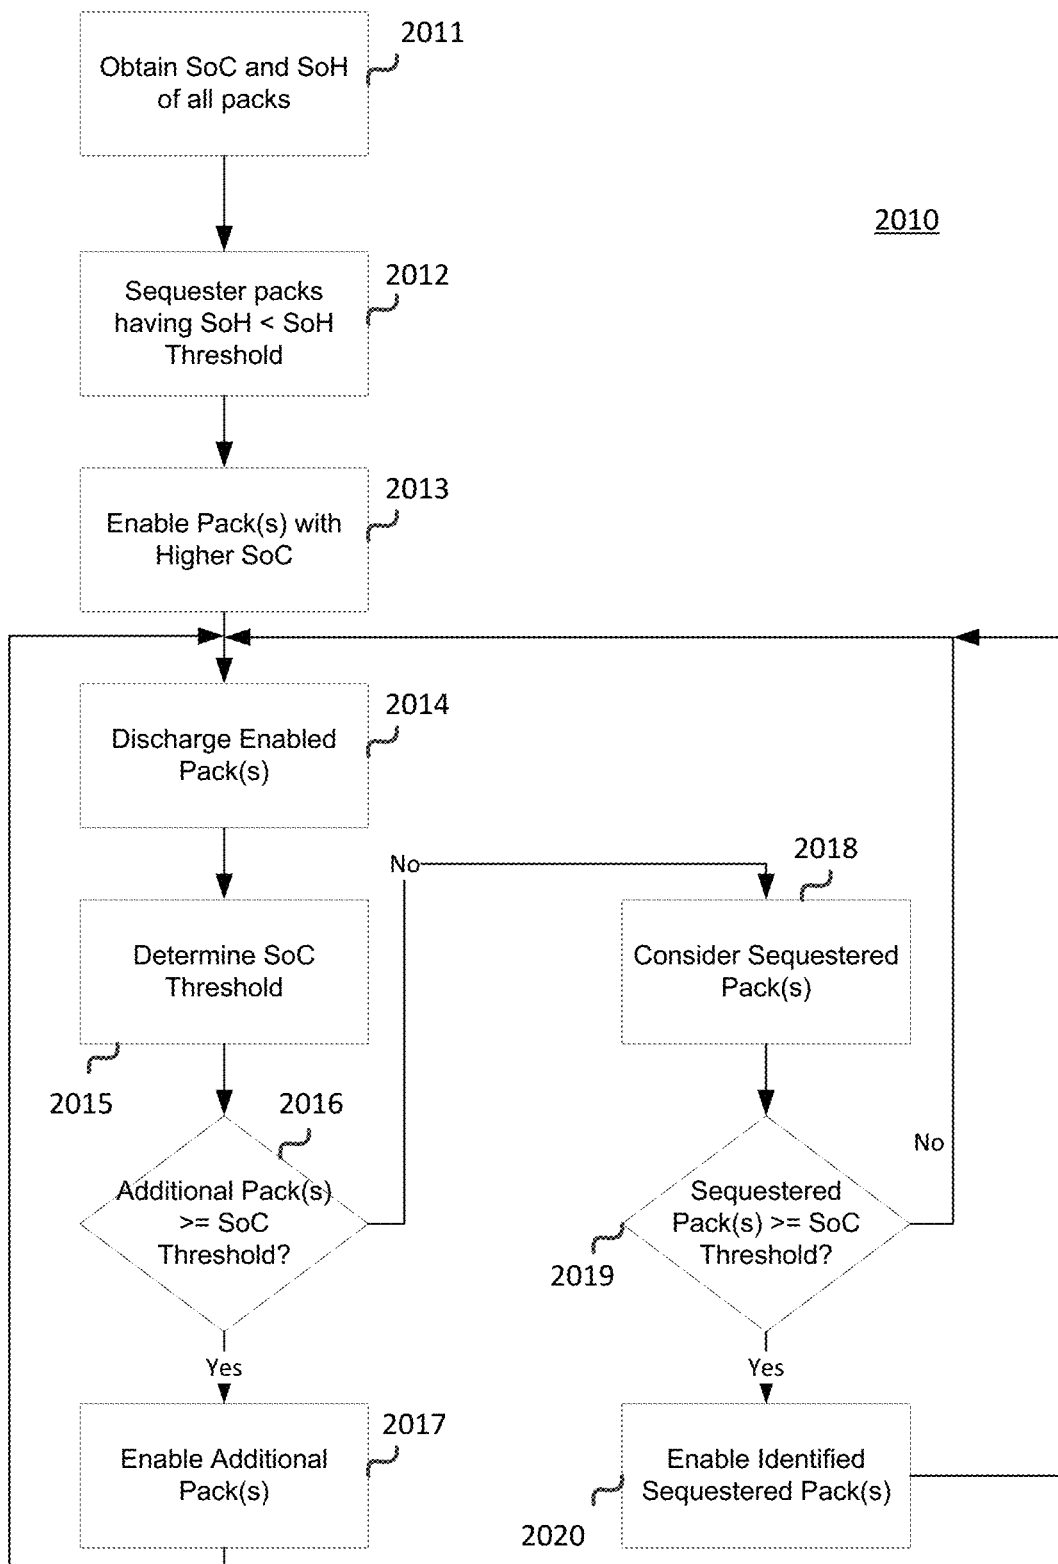 2011
Obtain SoC and SoH
of all packs
2010
2012
Sequester packs
having SoH < SoH
Threshold
2013
Enable Pack(s) with
Higher SoC
2014
Discharge Enabled
Pack(s)
No
2018
Determine SoC
Threshold
Consider Sequestered
Pack(s)
2015
2016
No
Additional Pack(s)
>= SoC
Threshold?
Sequestered
Pack(s) >= SoC
Threshold?
2019
Yes
Yes
2017
Enable Additional
Pack(s)
Enable Identified
Sequestered Pack(s)
2020